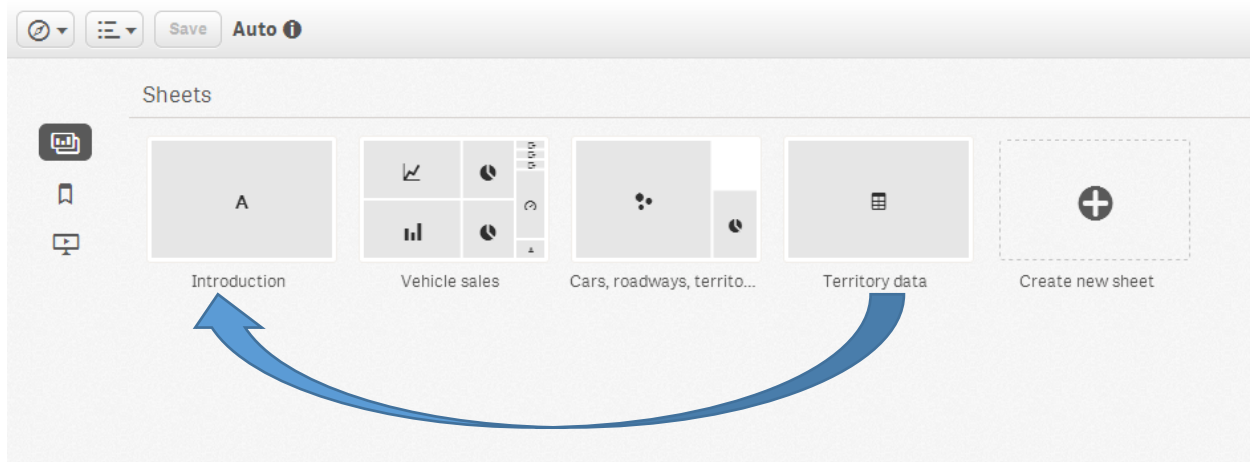 Save Auto
Sheets
A
Introduction Vehicle sales Cars, roadways, territo... Territory data Create new sheet